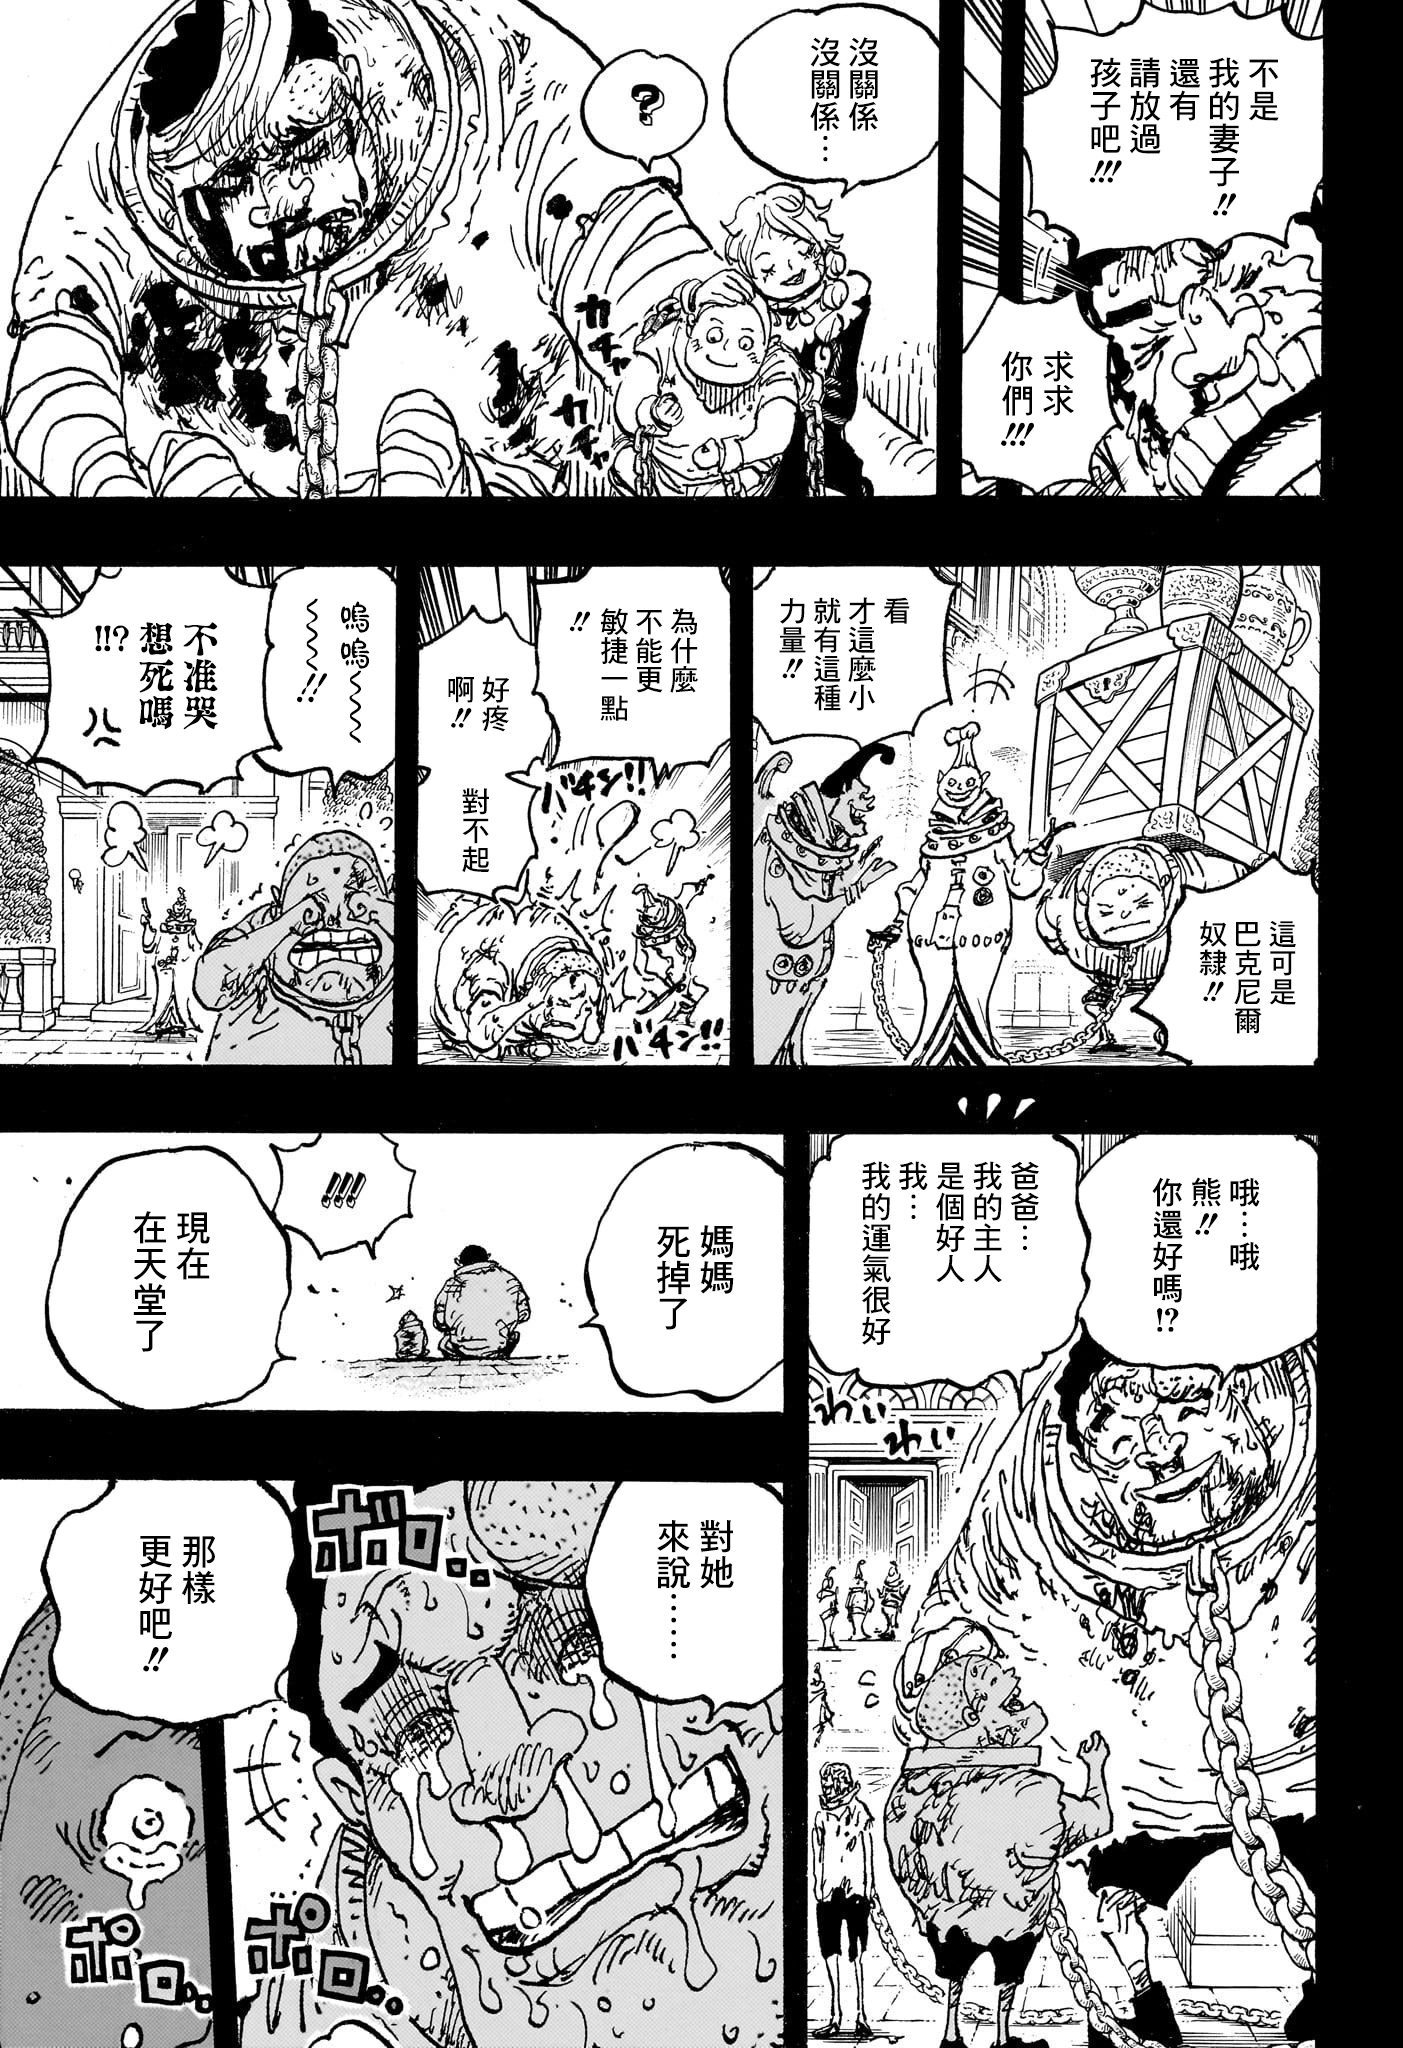 不是
我的妻子!!
還有
請放過
孩子吧!!!
求求
你們!!!
沒關係
沒關係…
?
カチャ
カチャ
看
才這麼小
就有這種
力量!!
這可是
巴克尼爾
奴隸!!
為什麼
不能更
敏捷一點
!!
バチン!!
好疼
啊!!
對不起
バチン!!
嗚嗚~
~~!!
不准哭
想死嗎
!!?
哦…哦
熊!!
你還好嗎!?
爸爸…
我的主人
是個好人
我…
我的運氣很好
わい
わい
媽媽
死掉了
!!!
現在
在天堂了
對她
來說……
ボロ…
那樣
更好吧!!
ポロ…
ポロ…